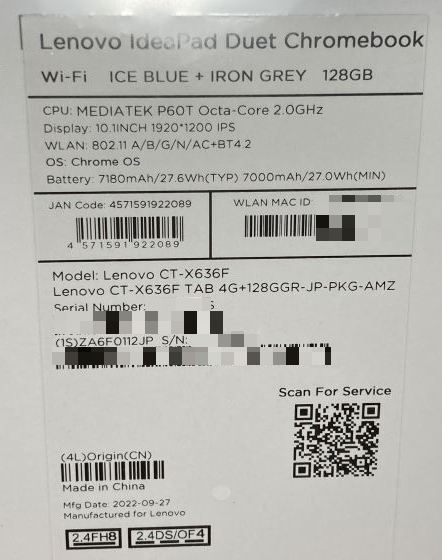 Lenovo IdeaPad Duet Chromebook
Wi-Fi ICE BLUE + IRON GREY 128GB
CPU: MEDIATEK P60T Octa-Core 2.0GHz
Display: 10.1INCH 1920*1200 IPS
WLAN: 802.11 A/B/G/N/AC+BT4.2
OS: Chrome OS
Battery: 7180mAh/27.6Wh(TYP) 7000mAh/27.0Wh(MIN)
JAN Code: 4571591922089
WLAN MAC ID:
4 571591 922089
Model: Lenovo CT-X636F
Lenovo CT-X636F TAB 4G+128GGR-JP-PKG-AMZ
Serial Number:
(1S)ZA6F0112JP S/N:
Scan For Service
(4L)Origin(CN)
Made in China
Mfg Date: 2022-09-27
Manufactured for Lenovo
2.4FH8 2.4DS/OF4